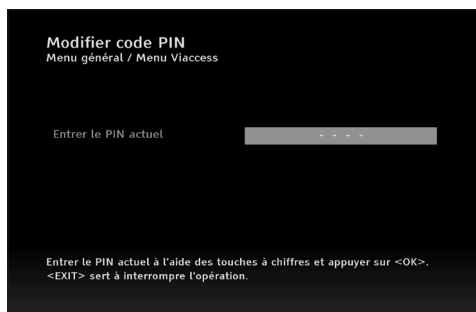 Modifier code PIN
Menu général / Menu Viaccess
Entrer le PIN actuel
- - - -
Entrer le PIN actuel à l'aide des touches à chiffres et appuyer sur <OK>.
<EXIT> sert à interrompre l'opération.